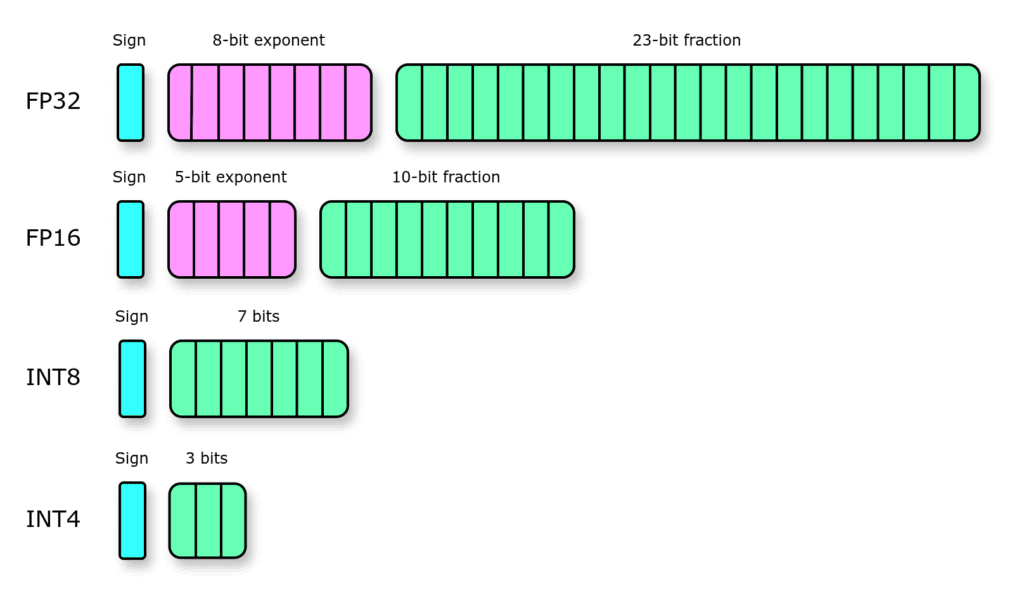 Sign 8-bit exponent 23-bit fraction
FP32
Sign 5-bit exponent 10-bit fraction
FP16
Sign 7 bits
INT8
Sign 3 bits
INT4